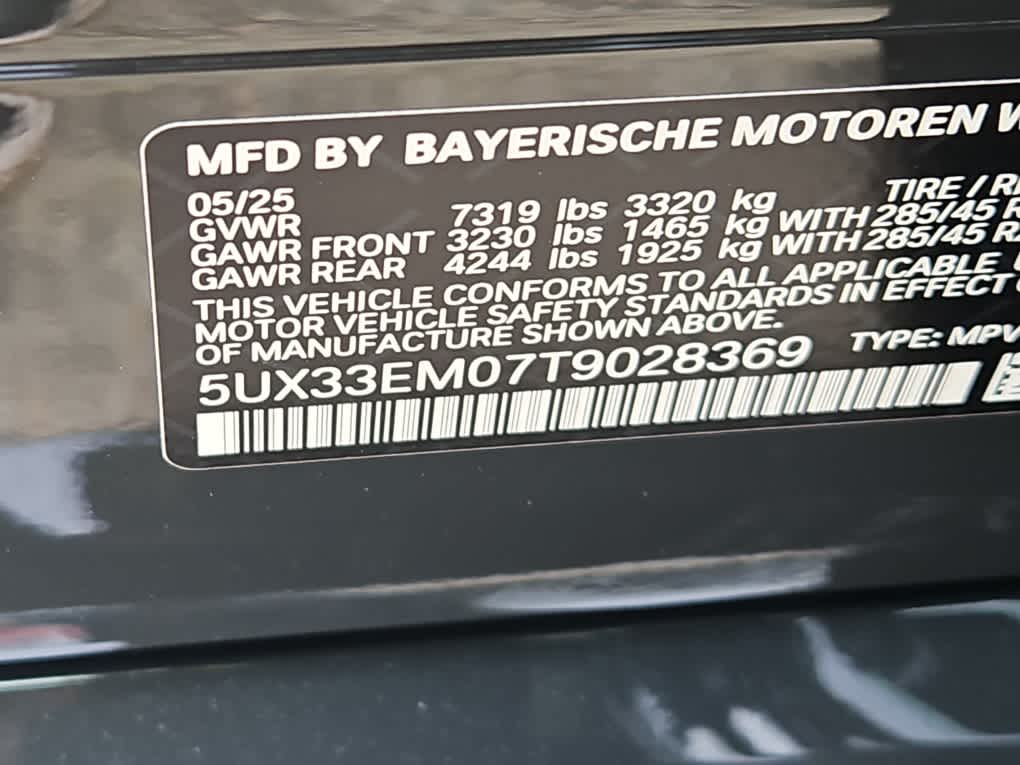 MFD BY BAYERISCHE MOTOREN
05/25 TIRE /
GVWR 7319 lbs 3320 kg
GAWR FRONT 3230 lbs 1465 kg WITH 285/45
GAWR REAR 4244 lbs 1925 kg WITH 285/45
THIS VEHICLE CONFORMS TO ALL APPLICABLE
MOTOR VEHICLE SAFETY STANDARDS IN EFFECT
OF MANUFACTURE SHOWN ABOVE.
5UX33EM07T9028369 TYPE: MPV